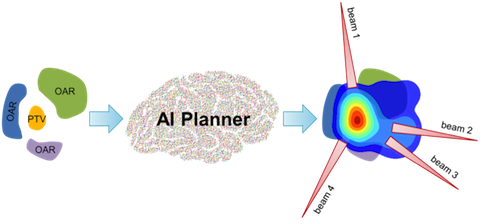 OAR
OAR
PTV
OAR
AI Planner
beam 1
beam 2
beam 3
beam 4